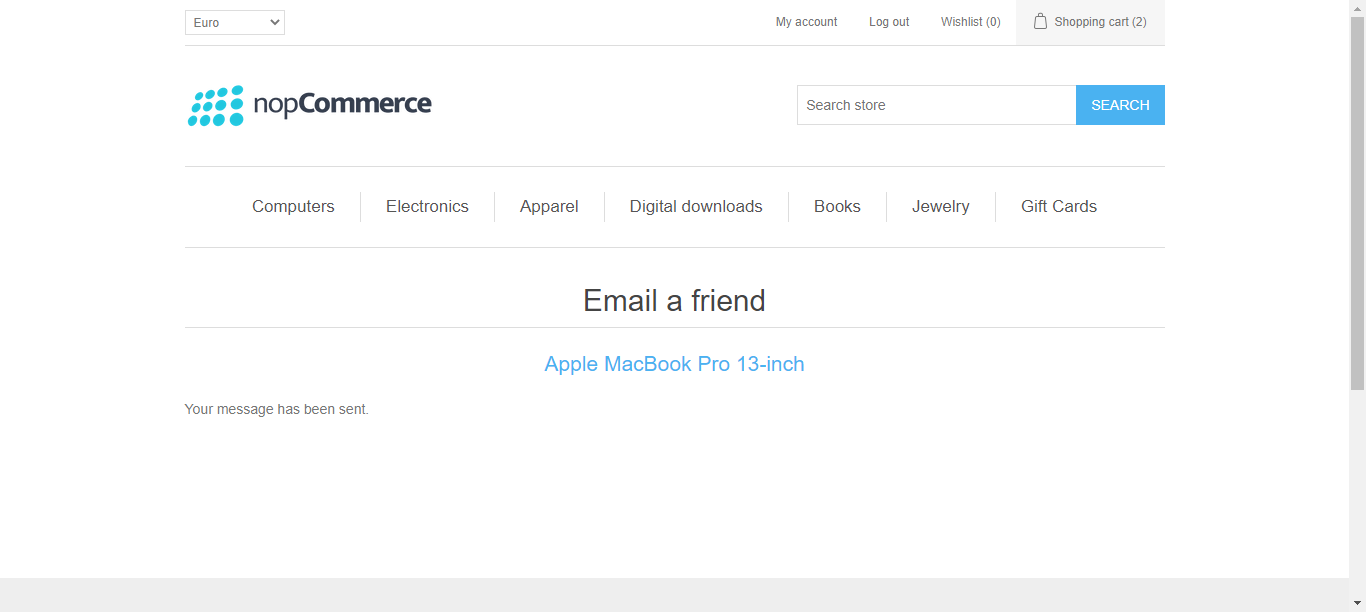 Euro
My account
Log out
Wishlist (0)
Shopping cart (2)
nopCommerce
Search store
SEARCH
Computers
Electronics
Apparel
Digital downloads
Books
Jewelry
Gift Cards
Email a friend
Apple MacBook Pro 13-inch
Your message has been sent.